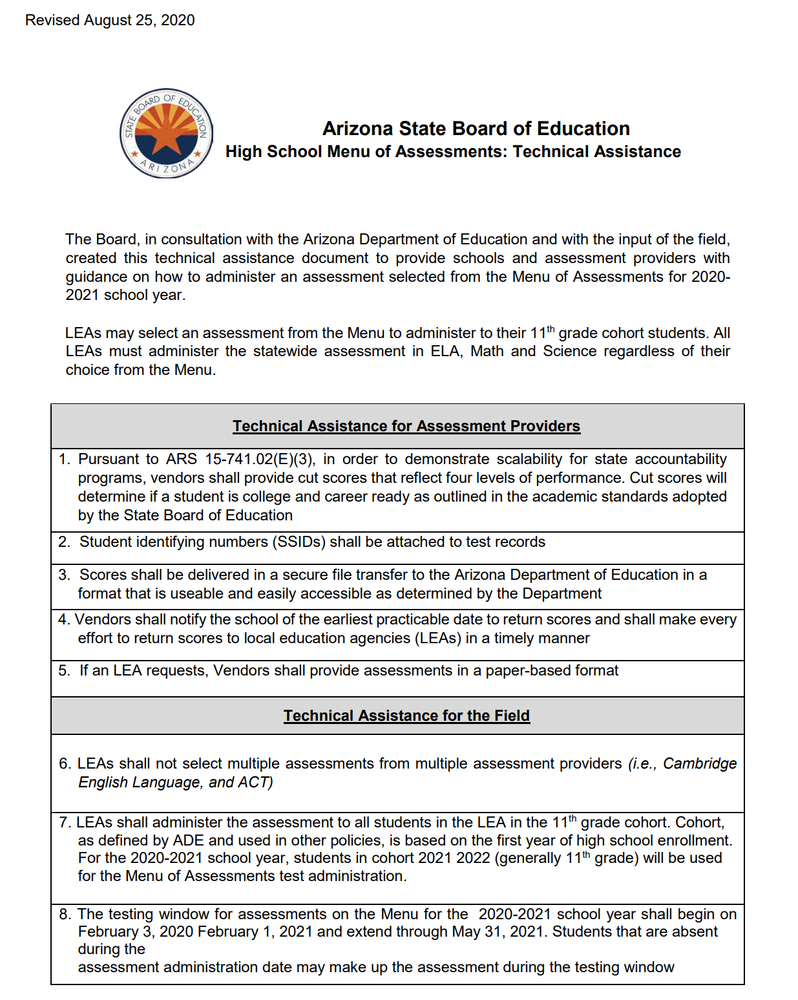 Revised August 25, 2020
STATE BOARD OF EDUCATION
ARIZONA
Arizona State Board of Education
High School Menu of Assessments: Technical Assistance
The Board, in consultation with the Arizona Department of Education and with the input of the field,
created this technical assistance document to provide schools and assessment providers with
guidance on how to administer an assessment selected from the Menu of Assessments for 2020-
2021 school year.
LEAs may select an assessment from the Menu to administer to their 11th grade cohort students. All
LEAs must administer the statewide assessment in ELA, Math and Science regardless of their
choice from the Menu.
Technical Assistance for Assessment Providers
1. Pursuant to ARS 15-741.02(E)(3), in order to demonstrate scalability for state accountability
programs, vendors shall provide cut scores that reflect four levels of performance. Cut scores will
determine if a student is college and career ready as outlined in the academic standards adopted
by the State Board of Education
2. Student identifying numbers (SSIDs) shall be attached to test records
3. Scores shall be delivered in a secure file transfer to the Arizona Department of Education in a
format that is useable and easily accessible as determined by the Department
4. Vendors shall notify the school of the earliest practicable date to return scores and shall make every
effort to return scores to local education agencies (LEAs) in a timely manner
5. If an LEA requests, Vendors shall provide assessments in a paper-based format
Technical Assistance for the Field
6. LEAs shall not select multiple assessments from multiple assessment providers (i.e., Cambridge
English Language, and ACT)
7. LEAs shall administer the assessment to all students in the LEA in the 11th grade cohort. Cohort,
as defined by ADE and used in other policies, is based on the first year of high school enrollment.
For the 2020-2021 school year, students in cohort 2021 2022 (generally 11th grade) will be used
for the Menu of Assessments test administration.
8. The testing window for assessments on the Menu for the 2020-2021 school year shall begin on
February 3, 2020 February 1, 2021 and extend through May 31, 2021. Students that are absent
during the
assessment administration date may make up the assessment during the testing window